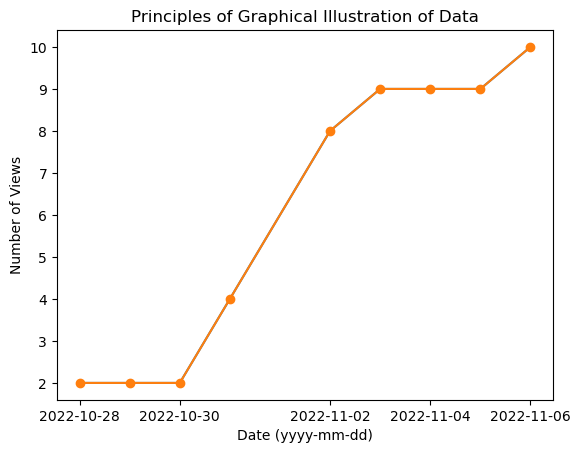 Principles of Graphical Illustration of Data
10
9
8
7
6
5
4
3
2
Number of Views
2022-10-28 2022-10-30 2022-11-02 2022-11-04 2022-11-06
Date (yyyy-mm-dd)